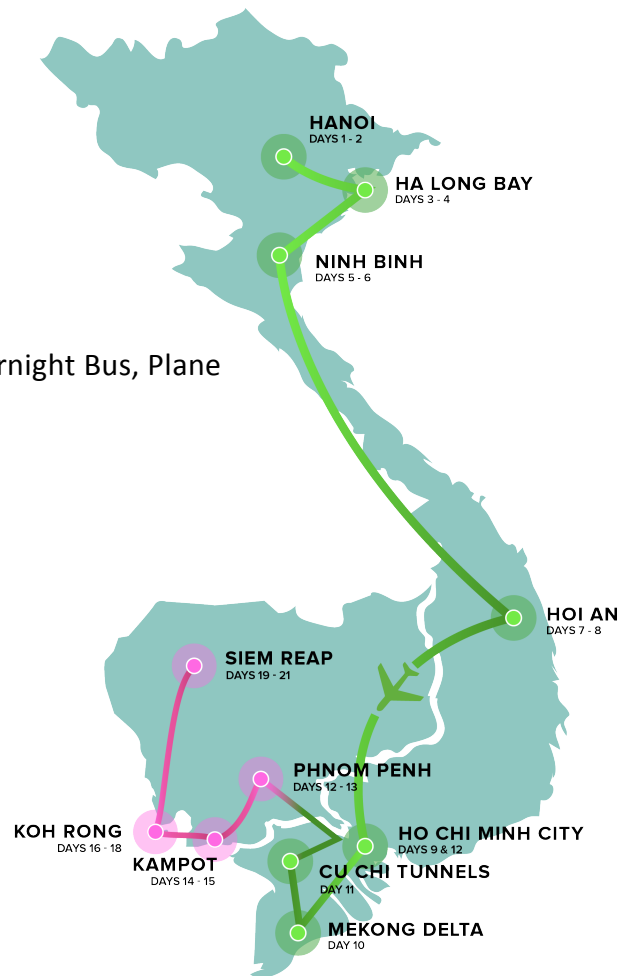 HANOI
DAYS 1 - 2
HA LONG BAY
DAYS 3 - 4
NINH BINH
DAYS 5 - 6
rnight Bus, Plane
HOI AN
DAYS 7 - 8
SIEM REAP
DAYS 19 - 21
PHNOM PENH
DAYS 12 - 13
KOH RONG
DAYS 16 - 18
HO CHI MINH CITY
DAYS 9 & 12
KAMPOT
DAYS 14 - 15
CU CHI TUNNELS
DAY 11
MEKONG DELTA
DAY 10